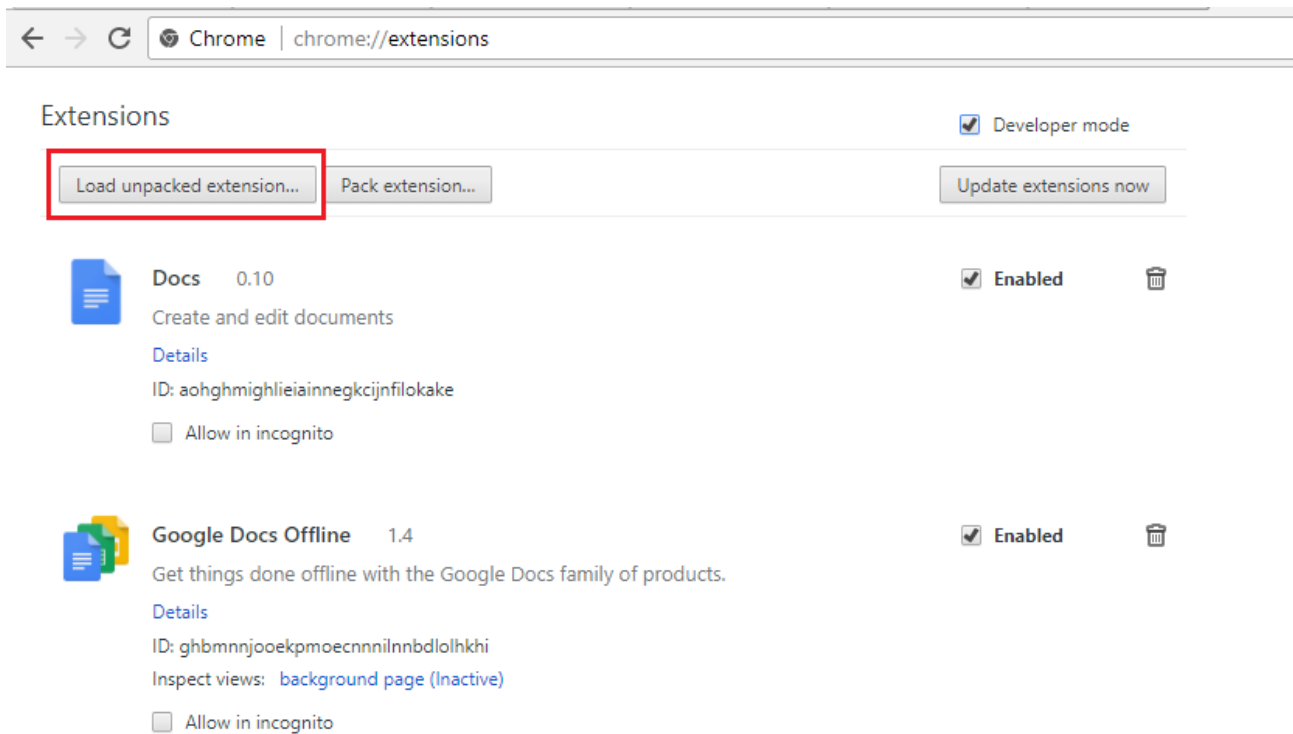 Chrome | chrome://extensions
Extensions
Developer mode
Load unpacked extension... Pack extension... Update extensions now
Docs 0.10 Enabled
Create and edit documents
Details
ID: aohghmighlieiainnegkcijnfilokake
Allow in incognito
Google Docs Offline 1.4 Enabled
Get things done offline with the Google Docs family of products.
Details
ID: ghbmnnjooekpmoecnnnilnnbdlolhkhi
Inspect views: background page (Inactive)
Allow in incognito